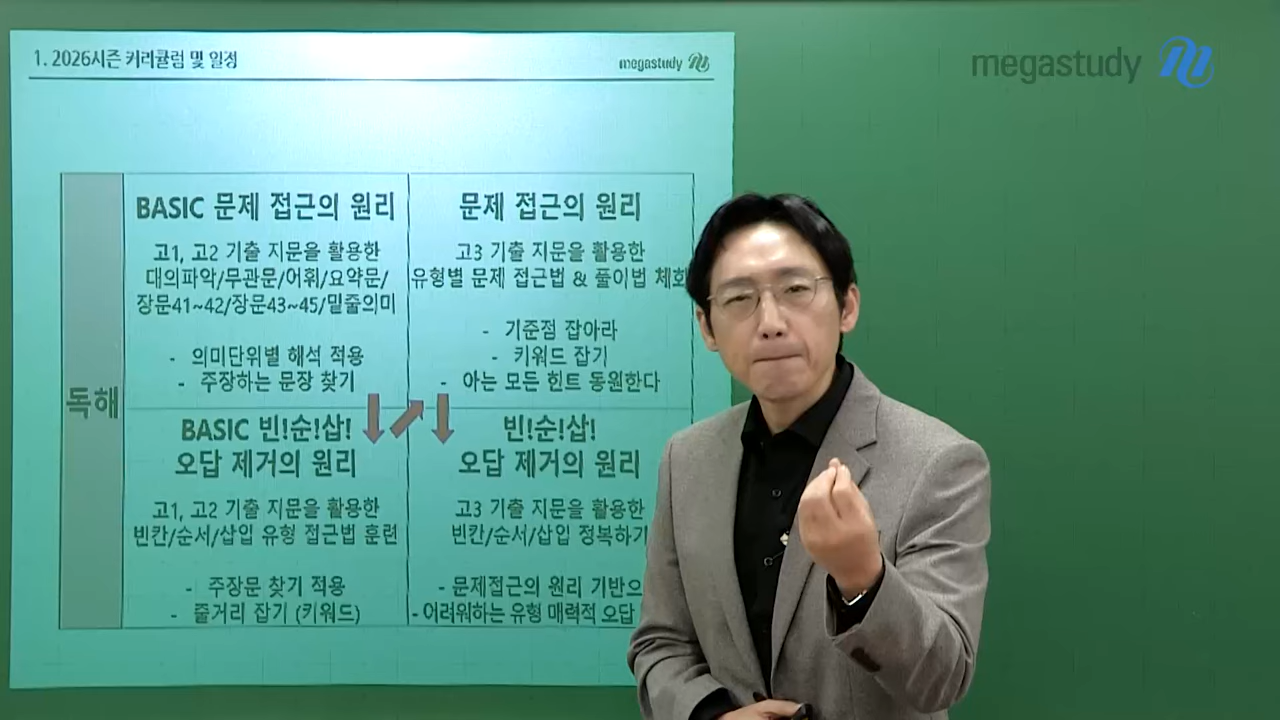 1. 2026시즌 커리큘럼 및 일정
megastudy
megastudy
독해
BASIC 문제 접근의 원리
고1, 고2 기출 지문을 활용한
대의파악/무관문/어휘/요약문/
장문41~42/장문43~45/밑줄의미
- 의미단위별 해석 적용
- 주장하는 문장 찾기
문제 접근의 원리
고3 기출 지문을 활용한
유형별 문제 접근법 & 풀이법 체화
- 기준점 잡아라
- 키워드 잡기
- 아는 모든 힌트 동원한다
BASIC 빈!순!삽!
오답 제거의 원리
고1, 고2 기출 지문을 활용한
빈칸/순서/삽입 유형 접근법 훈련
- 주장문 찾기 적용
- 줄거리 잡기 (키워드)
빈!순!삽!
오답 제거의 원리
고3 기출 지문을 활용한
빈칸/순서/삽입 정복하기
- 문제접근의 원리 기반으
- 어려워하는 유형 매력적 오답